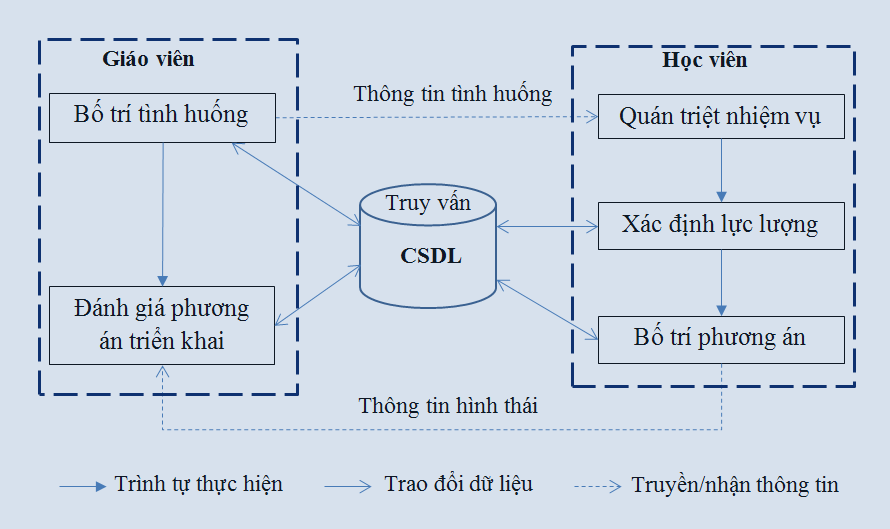 Giáo viên
Học viên
Bố trí tình huống
Thông tin tình huống
Quán triệt nhiệm vụ
Truy vấn
CSDL
Xác định lực lượng
Đánh giá phương
án triển khai
Bố trí phương án
Thông tin hình thái
Trình tự thực hiện
Trao đổi dữ liệu
Truyền/nhận thông tin